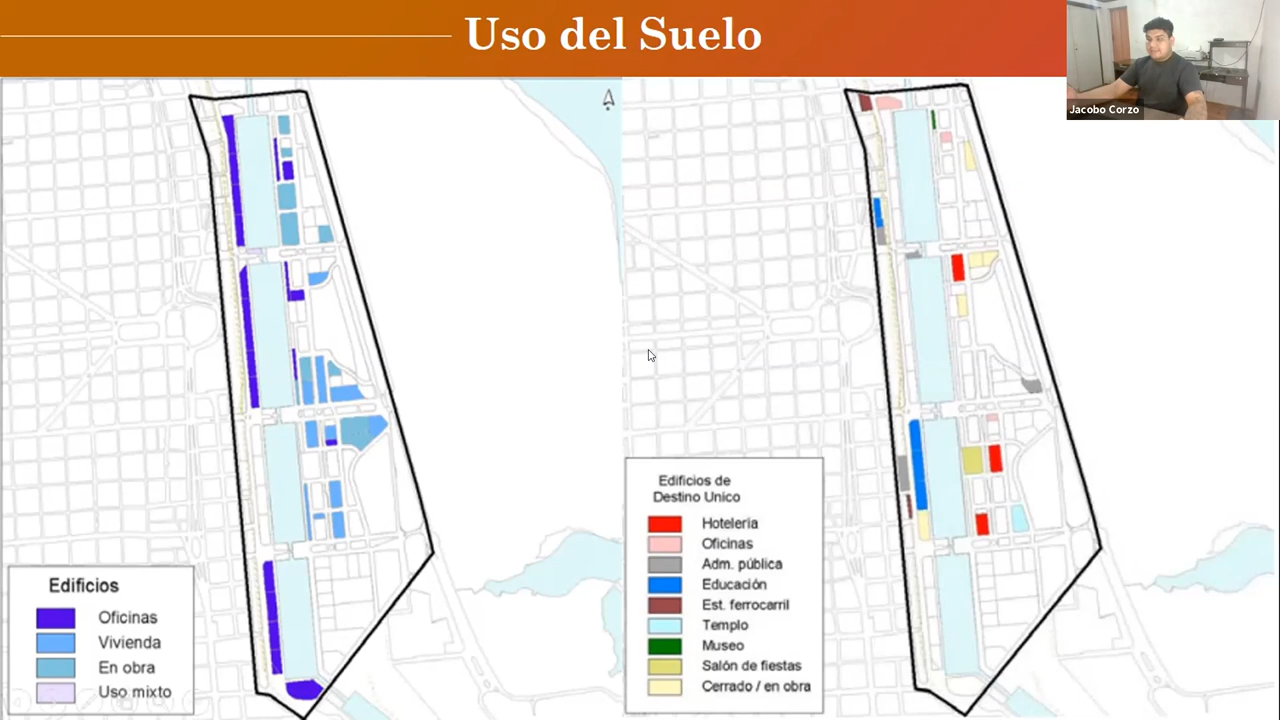 Uso del Suelo
Jacobo Corzo
Edificios
Oficinas
Vivienda
En obra
Uso mixto
Edificios de
Destino Unico
Hotelería
Oficinas
Adm. pública
Educación
Est. ferrocarril
Templo
Museo
Salón de fiestas
Cerrado / en obra